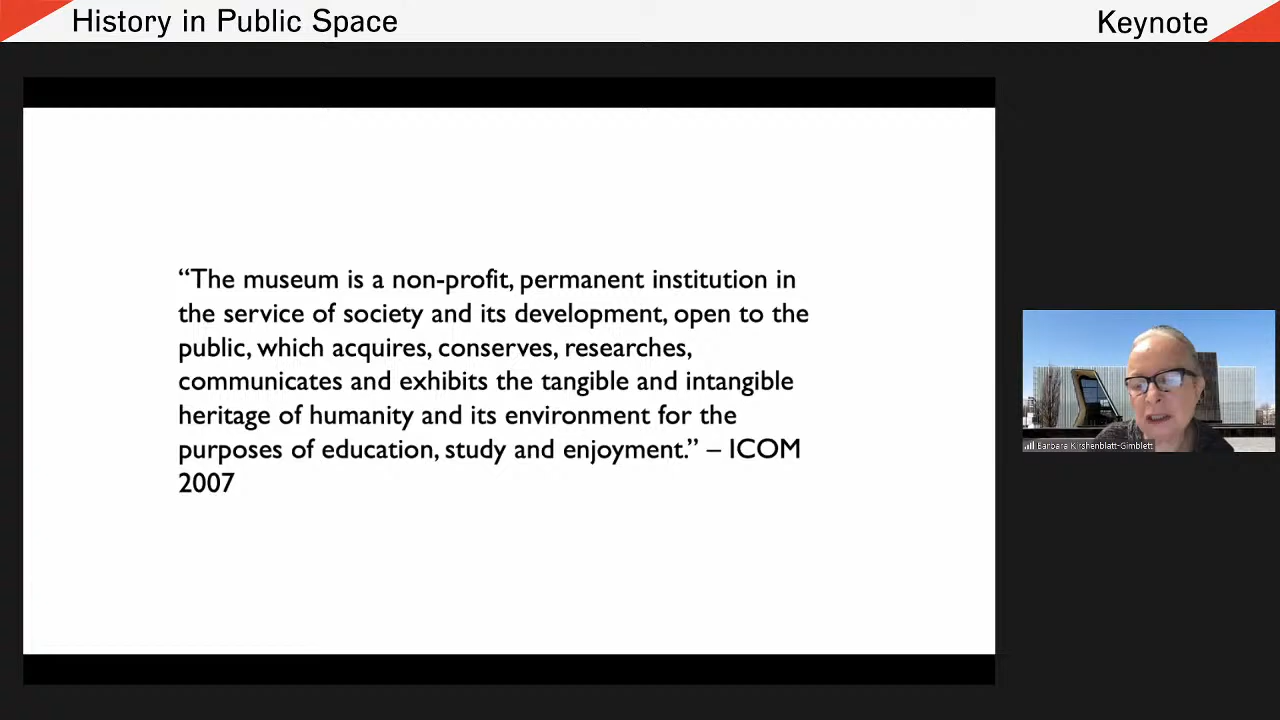 History in Public Space
Keynote
“The museum is a non-profit, permanent institution in
the service of society and its development, open to the
public, which acquires, conserves, researches,
communicates and exhibits the tangible and intangible
heritage of humanity and its environment for the
purposes of education, study and enjoyment.” – ICOM
2007
Barbara Kirshenblatt-Gimblett